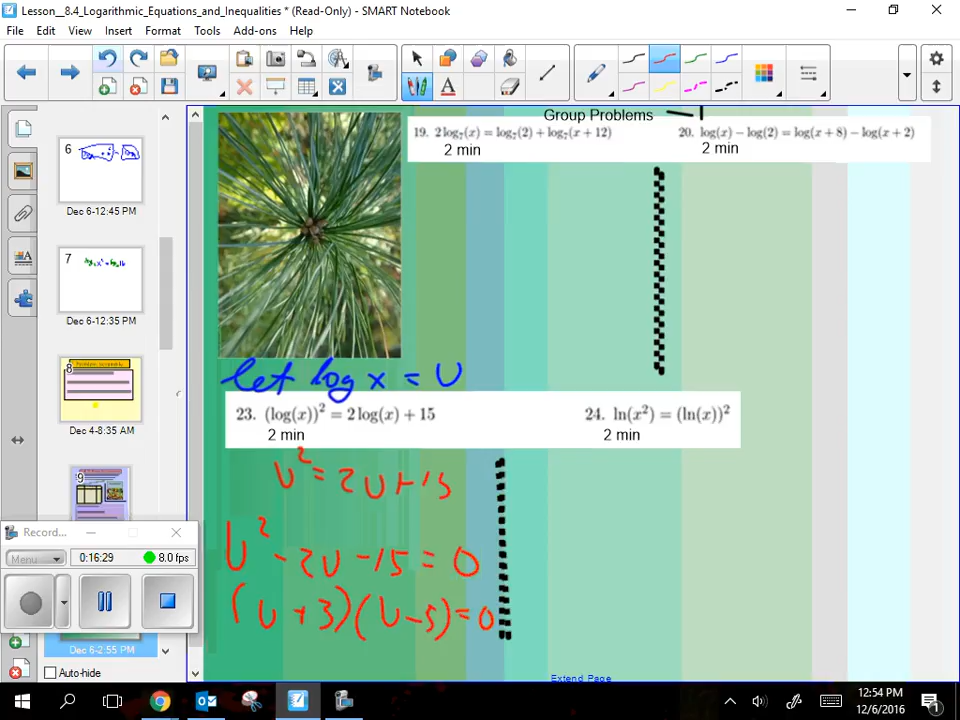 Lesson__8.4_Logarithmic_Equations_and_Inequalities * (Read-Only) — SMART Notebook
File Edit View Insert Format Tools Add-ons Help
Group Problems
19. 2 log₇(x) = log₇(2) + log₇(x + 12)
2 min
20. log(x) − log(2) = log(x + 8) − log(x + 2)
2 min
6
Dec 6-12:45 PM
7
Dec 6-12:35 PM
8
Dec 4-8:35 AM
9
let log x = U
23. (log(x))² = 2 log(x) + 15
2 min
24. ln(x²) = (ln(x))²
2 min
U² = 2U + 15
U² - 2U - 15 = 0
(U + 3)(U - 5) = 0
Record...
Menu
0:16:29
8.0 fps
Dec 6-2:55 PM
Auto-hide
Extend Page
12:54 PM
12/6/2016
1